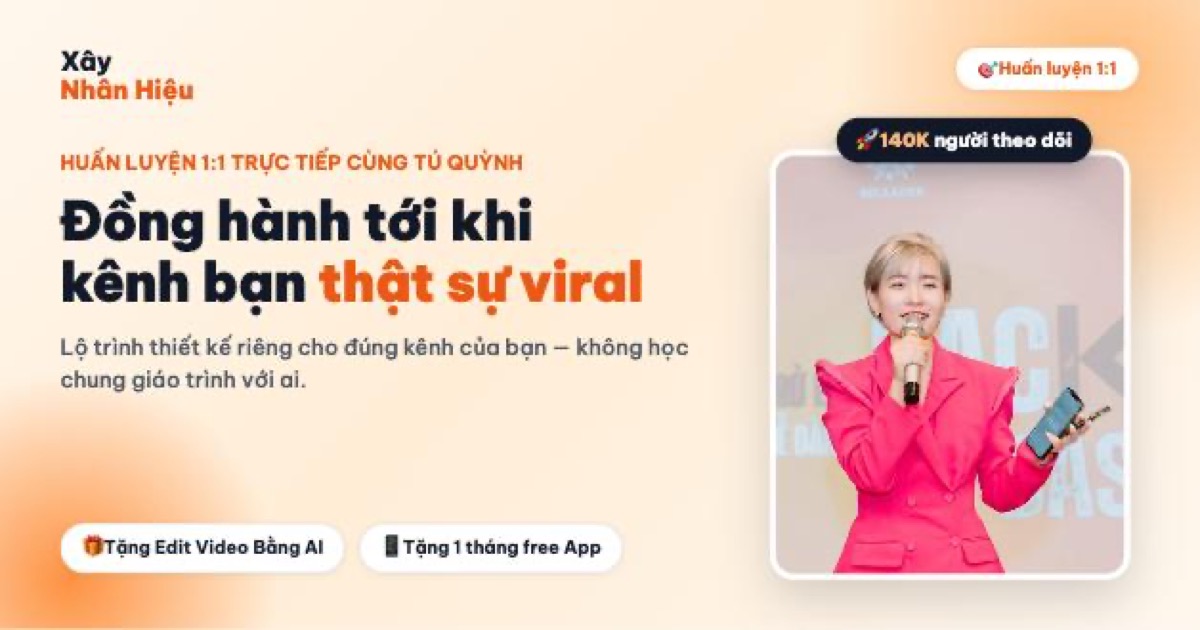 Xây
Nhân Hiệu
🎯Huấn luyện 1:1
🚀140K người theo dõi
HUẤN LUYỆN 1:1 TRỰC TIẾP CÙNG TÚ QUỲNH
Đồng hành tới khi
kênh bạn thật sự viral
Lộ trình thiết kế riêng cho đúng kênh của bạn — không học
chung giáo trình với ai.
🎁Tặng Edit Video Bằng AI
📱Tặng 1 tháng free App